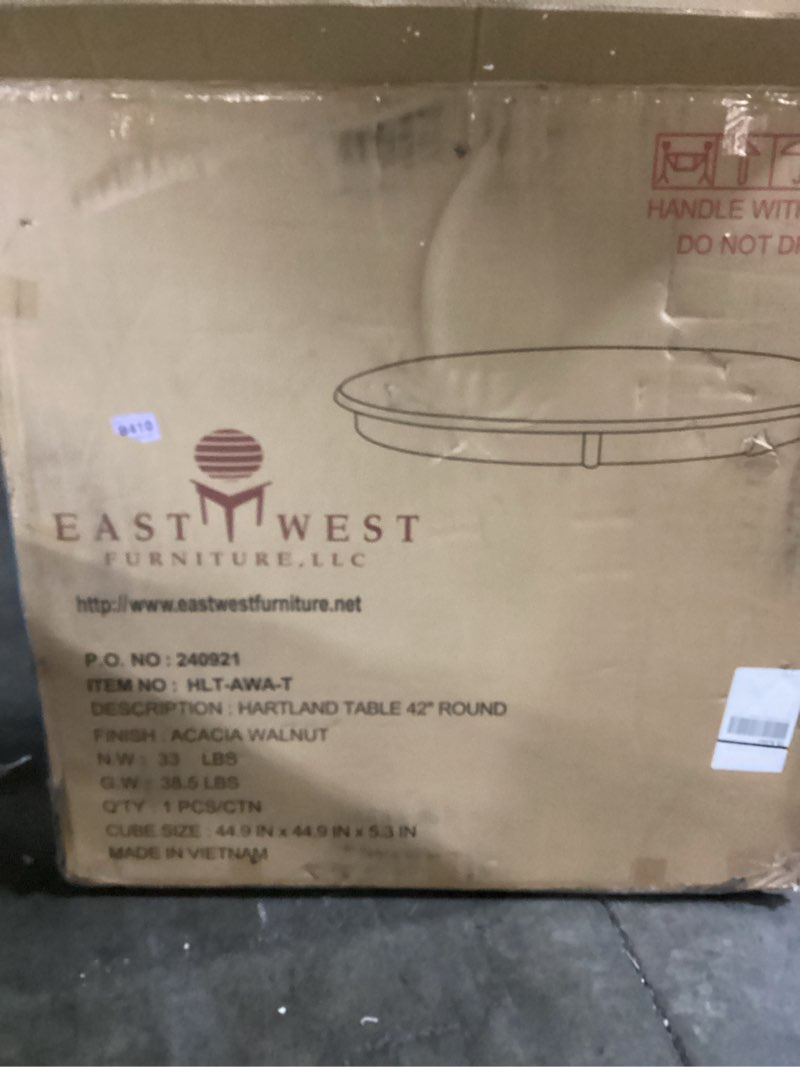 HANDLE WITH
DO NOT
9410
EAST WEST
FURNITURE, LLC
http://www.eastwestfurniture.net
P.O. NO : 240921
ITEM NO : HLT-AWA-T
DESCRIPTION : HARTLAND TABLE 42" ROUND
FINISH : ACACIA WALNUT
N.W : 33 LBS
G.W : 38.5 LBS
Q'TY : 1 PCS/CTN
CUBE SIZE : 44.9 IN x 44.9 IN x 5.3 IN
MADE IN VIETNAM